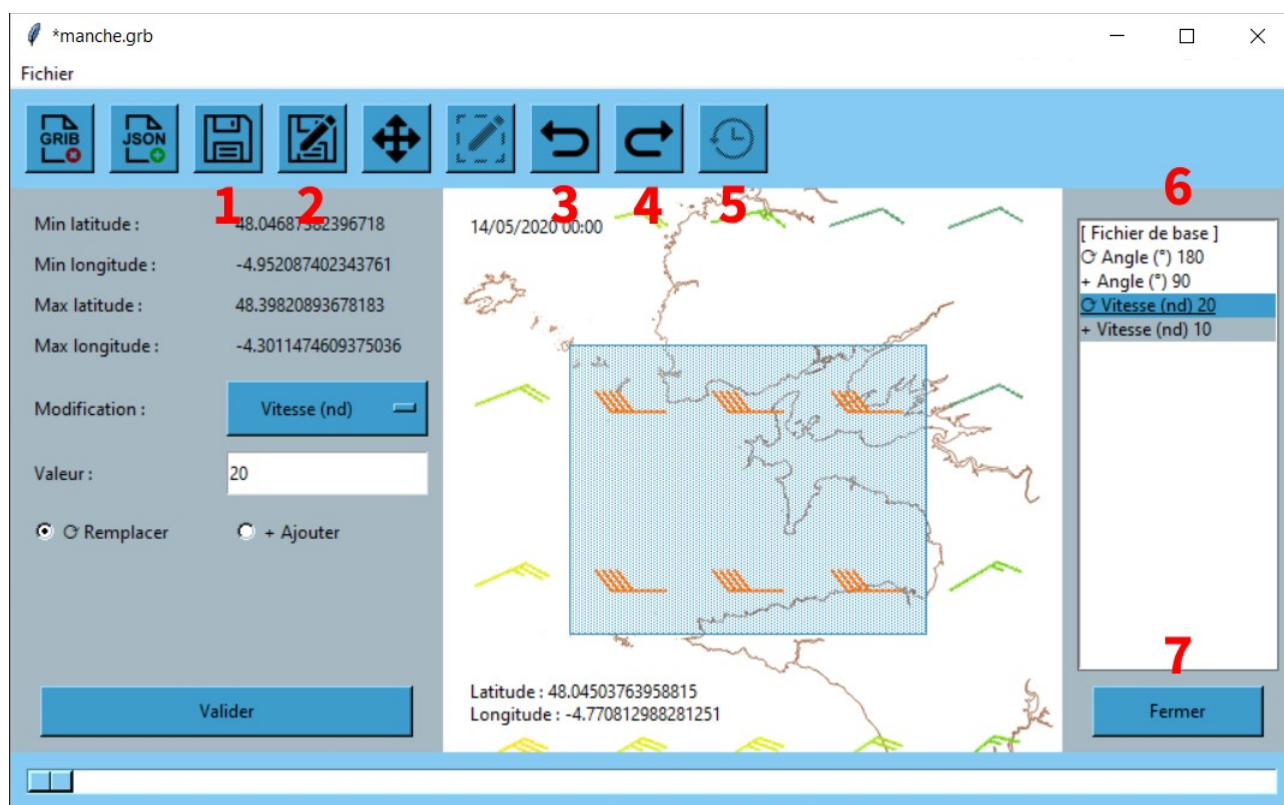 *manche.grb
Fichier
GRIB
JSON
1
2
3
4
5
6
7
Min latitude :
48.04687382396718
Min longitude :
-4.952087402343761
Max latitude :
48.39820893678183
Max longitude :
-4.3011474609375036
Modification :
Vitesse (nd)
Valeur :
20
⟳ Remplacer
+ Ajouter
Valider
14/05/2020 00:00
Latitude : 48.04503763958815
Longitude : -4.770812988281251
[ Fichier de base ]
⟳ Angle (°) 180
+ Angle (°) 90
⟳ Vitesse (nd) 20
+ Vitesse (nd) 10
Fermer